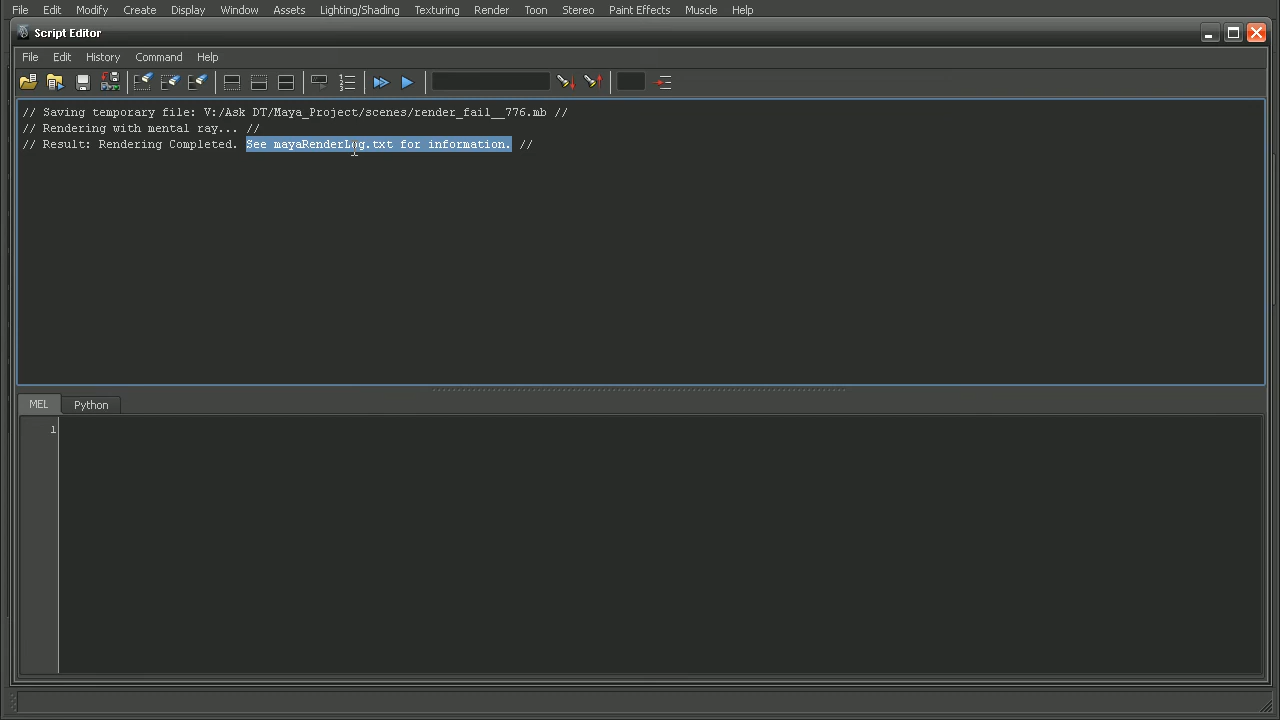 File Edit Modify Create Display Window Assets Lighting/Shading Texturing Render Toon Stereo Paint Effects Muscle Help
Script Editor
File Edit History Command Help
// Saving temporary file: V:/Ask DT/Maya_Project/scenes/render_fail__776.mb //
// Rendering with mental ray... //
// Result: Rendering Completed. See mayaRenderLog.txt for information. //
MEL Python
1